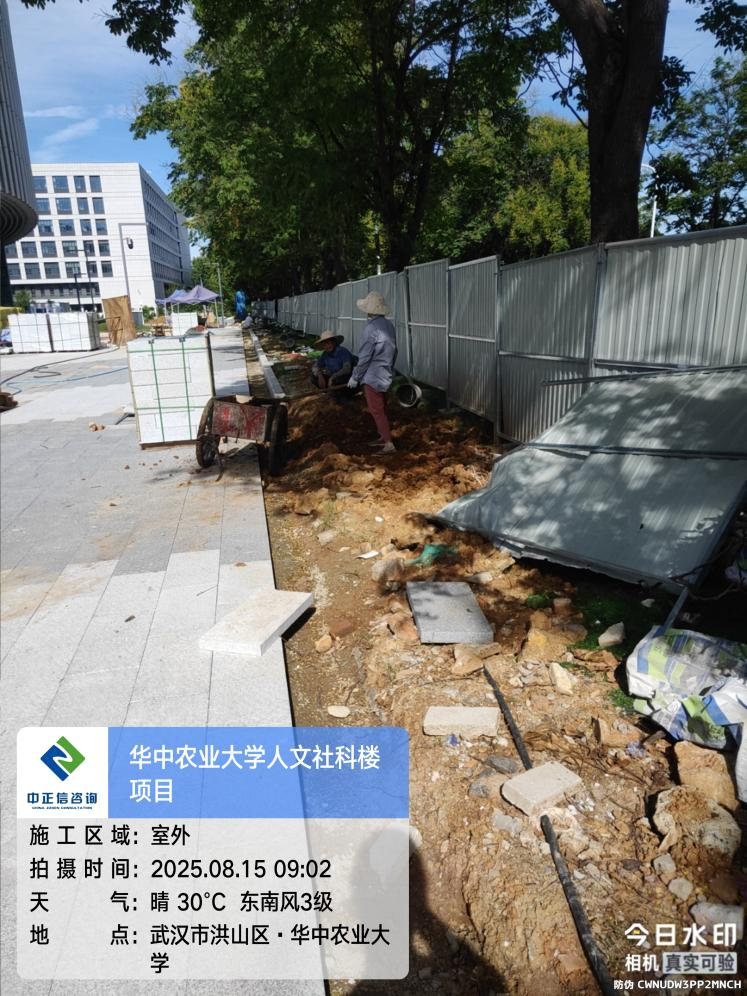 华中农业大学人文社科楼
项目
中正信咨询
CHINA ZZXIN CONSULTATION
施工区域：室外
拍摄时间：2025.08.15 09:02
天气：晴 30℃ 东南风3级
地点：武汉市洪山区·华中农业大
学
今日水印
相机 真实可验
防伪 CWNUDW3PP2MNCH